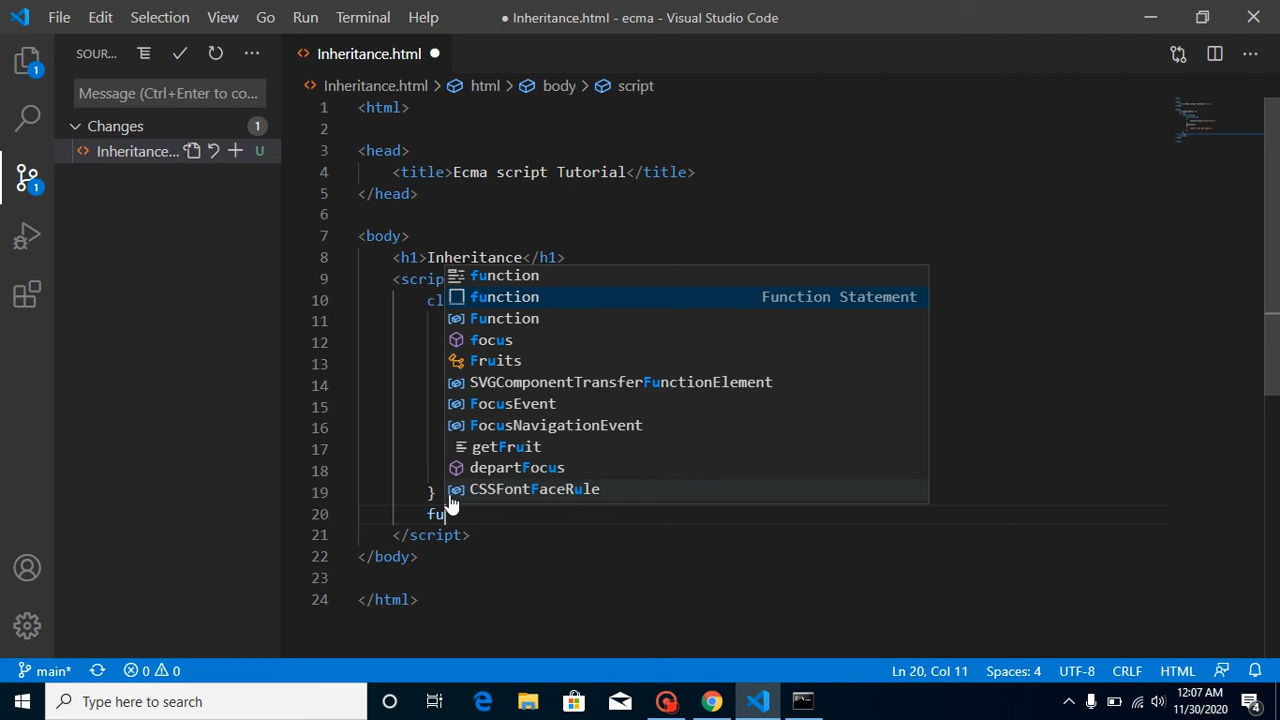 File Edit Selection View Go Run Terminal Help
● Inheritance.html - ecma - Visual Studio Code
SOUR...
Inheritance.html
1
Message (Ctrl+Enter to co...
Inheritance.html > html > body > script
Changes 1
Inheritance... U
1
1 <html>
2
3 <head>
4 <title>Ecma script Tutorial</title>
5 </head>
6
7 <body>
8 <h1>Inheritance</h1>
9 <scrip
function
10 cl
function Function Statement
11
Function
12
focus
13
Fruits
14
SVGComponentTransferFunctionElement
15
FocusEvent
16
FocusNavigationEvent
17
getFruit
18
departFocus
19 }
CSSFontFaceRule
20 fu
21 </script>
22 </body>
23
24 </html>
main* 0 0 Ln 20, Col 11 Spaces: 4 UTF-8 CRLF HTML
Type here to search
12:07 AM
11/30/2020
4